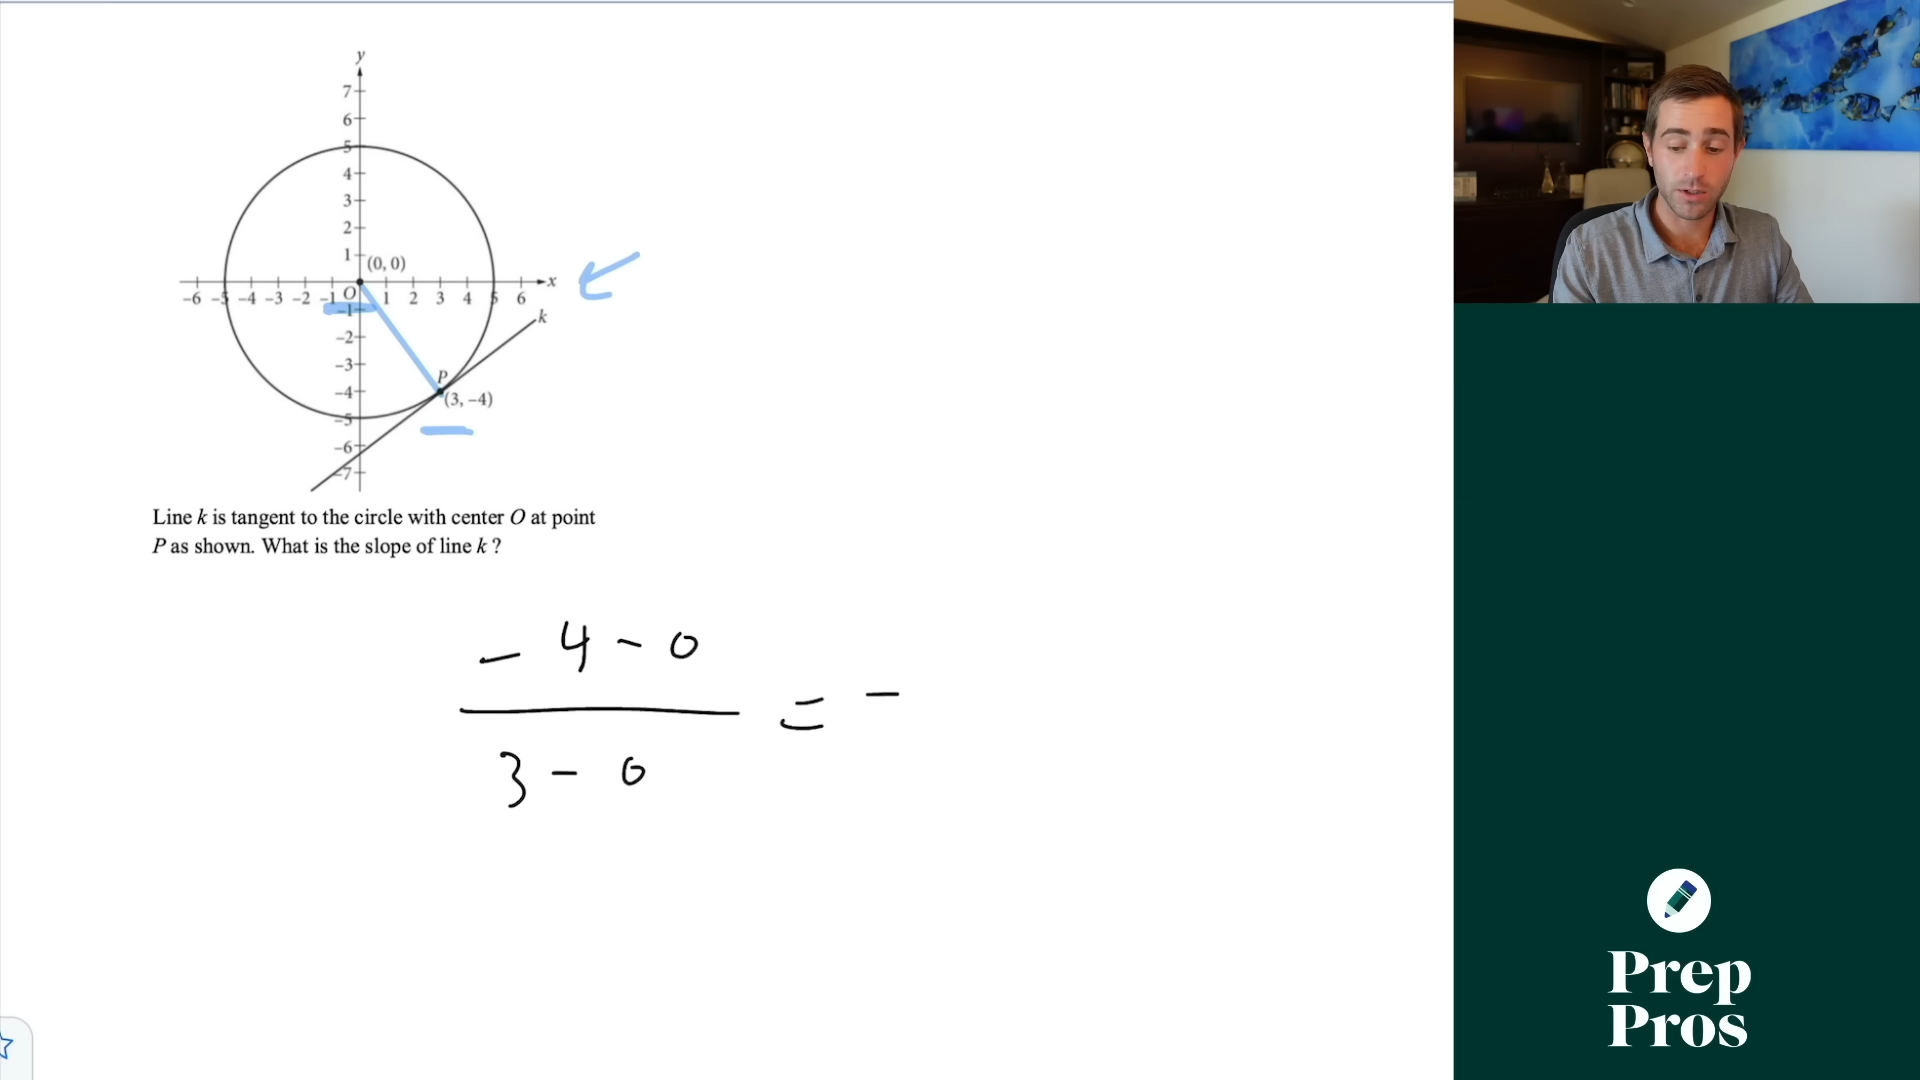 y
7
6
5
4
3
2
1
(0, 0)
x
-6 -5 -4 -3 -2 -1 O 1 2 3 4 5 6
-1
k
-2
-3
P
-4
(3, -4)
-5
-6
-7
Line k is tangent to the circle with center O at point
P as shown. What is the slope of line k ?
- 4 - 0
= -
3 - 0
Prep
Pros